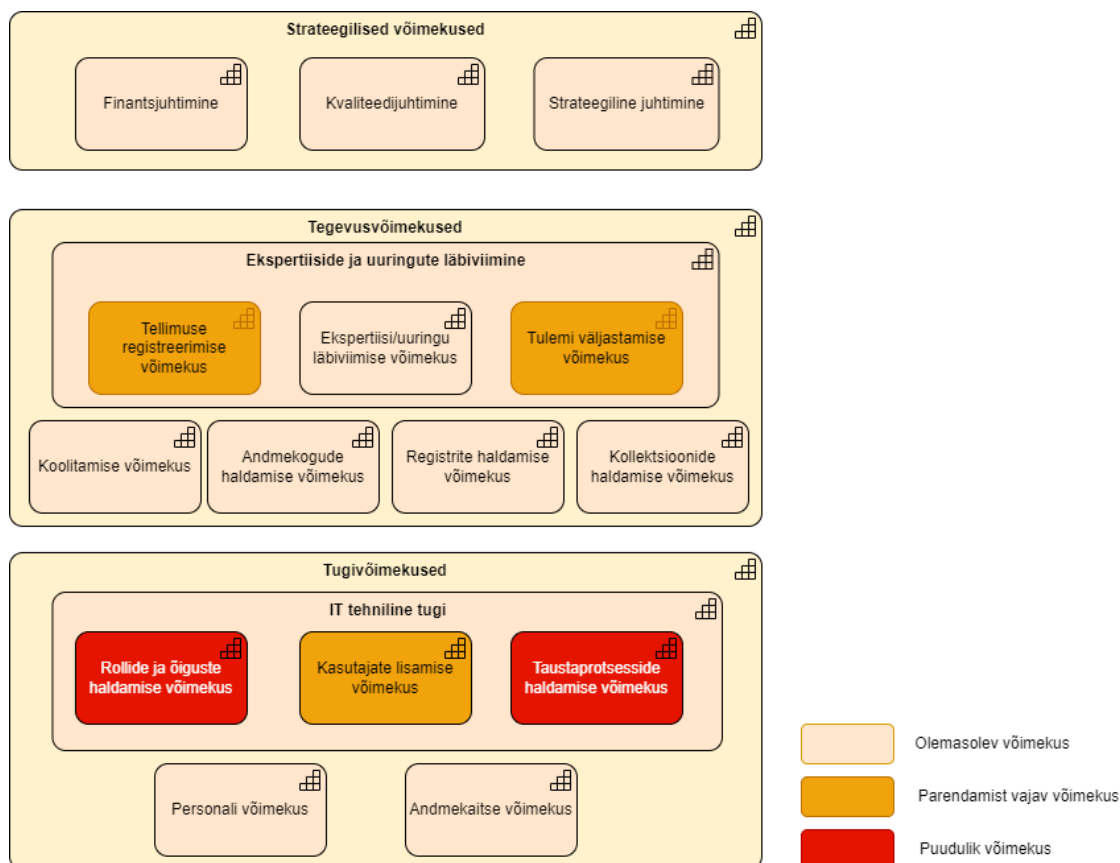 Strateegilised võimekused
Finantsjuhtimine
Kvaliteedijuhtimine
Strateegiline juhtimine
Tegevusvõimekused
Ekspertiiside ja uuringute läbiviimine
Tellimuse
registreerimise
võimekus
Ekspertiisi/uuringu
läbiviimise võimekus
Tulemi väljastamise
võimekus
Koolitamise võimekus
Andmekogude
haldamise võimekus
Registrite haldamise
võimekus
Kollektsioonide
haldamise võimekus
Tugivõimekused
IT tehniline tugi
Rollide ja õiguste
haldamise võimekus
Kasutajate lisamise
võimekus
Taustaprotsesside
haldamise võimekus
Personali võimekus
Andmekaitse võimekus
Olemasolev võimekus
Parendamist vajav võimekus
Puudulik võimekus